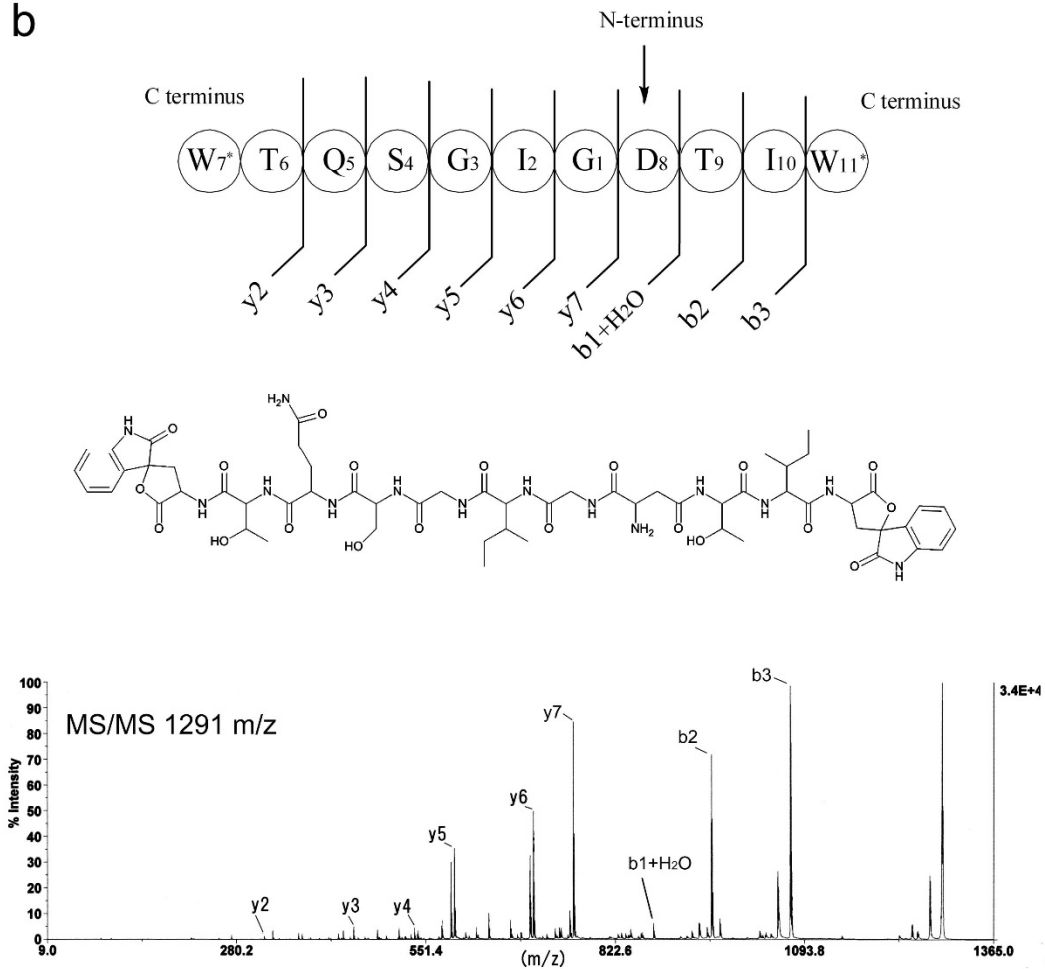 b
N-terminus
C terminus
C terminus
W7* T6 Q5 S4 G3 I2 G1 D8 T9 I10 W11*
y2 y3 y4 y5 y6 y7 b1+H2O b2 b3
H2N
O
H
N
O
O
O
N
H
O
HO
H
N
O
N
H
O
HO
H
N
O
N
H
O
H
N
O
N
H
O
NH2
O
H
N
O
HO
N
H
O
H
N
O
O
O
N
H
MS/MS 1291 m/z
% Intensity
100
90
80
70
60
50
40
30
20
10
0
y2
y3
y4
y5
y6
y7
b1+H2O
b2
b3
3.4E+4
9.0 280.2 551.4 822.6 1093.8 1365.0
(m/z)